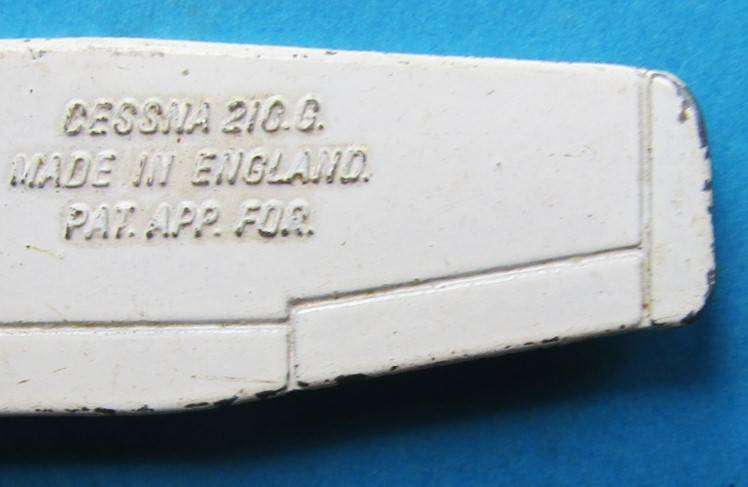 CESSNA 210.G.
MADE IN ENGLAND.
PAT. APP. FOR.